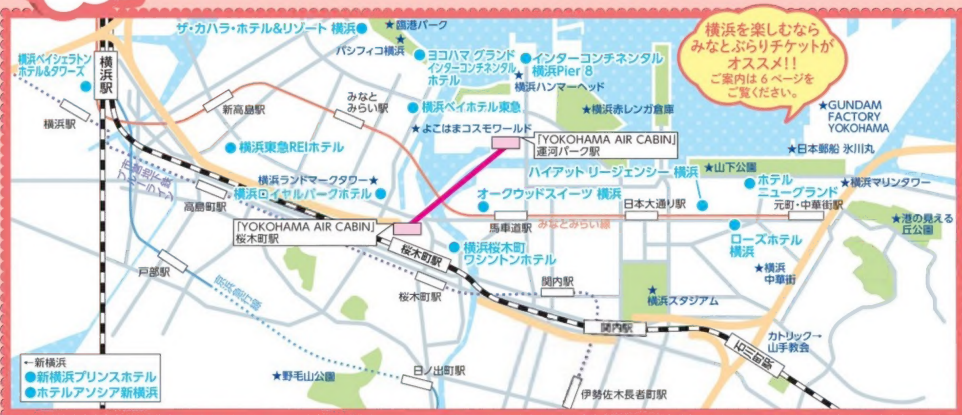 ザ・カハラ・ホテル&リゾート 横浜
★臨港パーク
★
パシフィコ横浜
横浜を楽しむなら
みなとぶらりチケットが
オススメ!!
ご案内は6ページを
ご覧ください。
横浜ベイシェラトン
ホテル&タワーズ
横浜駅
横浜駅
ヨコハマ グランド
インターコンチネンタル
ホテル
インターコンチネンタル
横浜Pier 8
★
横浜ハンマーヘッド
新高島駅
みなと
みらい駅
横浜ベイホテル東急
★横浜赤レンガ倉庫
★GUNDAM
FACTORY
YOKOHAMA
★よこはまコスモワールド
「YOKOHAMA AIR CABIN」
運河パーク駅
★日本郵船 氷川丸
横浜東急REIホテル
ハイアット リージェンシー 横浜
★山下公園
横浜ランドマークタワー★
横浜ロイヤルパークホテル
高島町駅
市営地下鉄
ブルーライン
オークウッドスイーツ 横浜
ホテル
ニューグランド
★横浜マリンタワー
馬車道駅
みなとみらい線
日本大通り駅
元町・中華街駅
★港の見える
丘公園
「YOKOHAMA AIR CABIN」
桜木町駅
桜木町駅
横浜桜木町
ワシントンホテル
ローズホテル
横浜
戸部駅
京浜急行線
桜木町駅
関内駅
★横浜
中華街
★
横浜スタジアム
関内駅
カトリック→
山手教会
石川町駅
←新横浜
新横浜プリンスホテル
ホテルアソシア新横浜
★野毛山公園
日ノ出町駅
伊勢佐木長者町駅